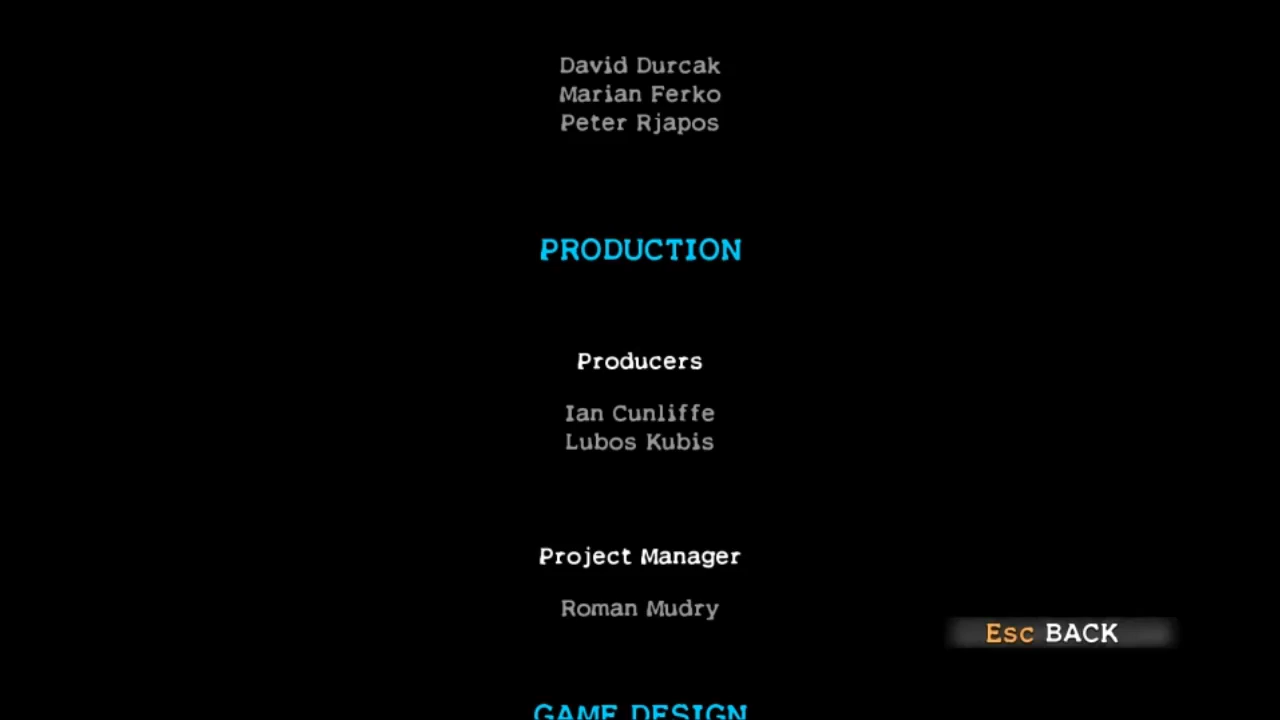 David Durcak
Marian Ferko
Peter Rjapos
PRODUCTION
Producers
Ian Cunliffe
Lubos Kubis
Project Manager
Roman Mudry
Esc BACK
GAME DESIGN